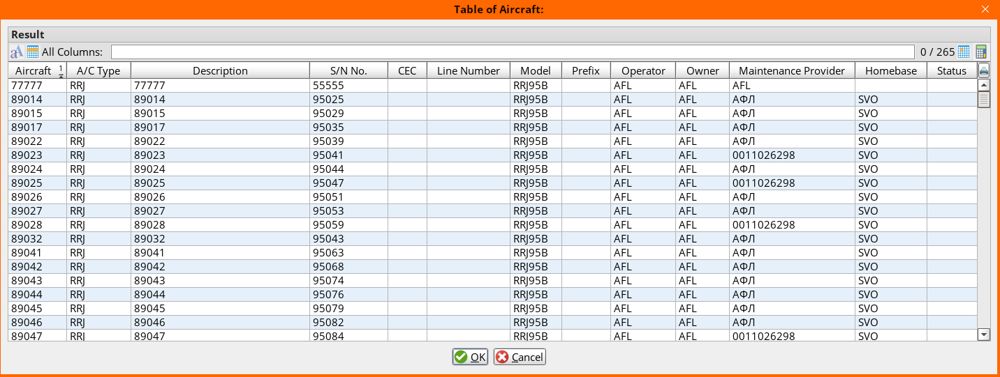 Table of Aircraft:
Result
All Columns: 0 / 265
Aircraft 1 A/C Type Description S/N No. CEC Line Number Model Prefix Operator Owner Maintenance Provider Homebase Status
77777 RRJ 77777 55555 RRJ95B AFL AFL AFL
89014 RRJ 89014 95025 RRJ95B AFL AFL АФЛ SVO
89015 RRJ 89015 95029 RRJ95B AFL AFL АФЛ SVO
89017 RRJ 89017 95035 RRJ95B AFL AFL АФЛ SVO
89022 RRJ 89022 95039 RRJ95B AFL AFL АФЛ SVO
89023 RRJ 89023 95041 RRJ95B AFL AFL 0011026298 SVO
89024 RRJ 89024 95044 RRJ95B AFL AFL АФЛ SVO
89025 RRJ 89025 95047 RRJ95B AFL AFL 0011026298 SVO
89026 RRJ 89026 95051 RRJ95B AFL AFL АФЛ SVO
89027 RRJ 89027 95053 RRJ95B AFL AFL АФЛ SVO
89028 RRJ 89028 95059 RRJ95B AFL AFL 0011026298 SVO
89032 RRJ 89032 95043 RRJ95B AFL AFL АФЛ SVO
89041 RRJ 89041 95063 RRJ95B AFL AFL АФЛ SVO
89042 RRJ 89042 95068 RRJ95B AFL AFL АФЛ SVO
89043 RRJ 89043 95074 RRJ95B AFL AFL АФЛ SVO
89044 RRJ 89044 95076 RRJ95B AFL AFL АФЛ SVO
89045 RRJ 89045 95079 RRJ95B AFL AFL АФЛ SVO
89046 RRJ 89046 95082 RRJ95B AFL AFL АФЛ SVO
89047 RRJ 89047 95084 RRJ95B AFL AFL 0011026298 SVO
OK Cancel